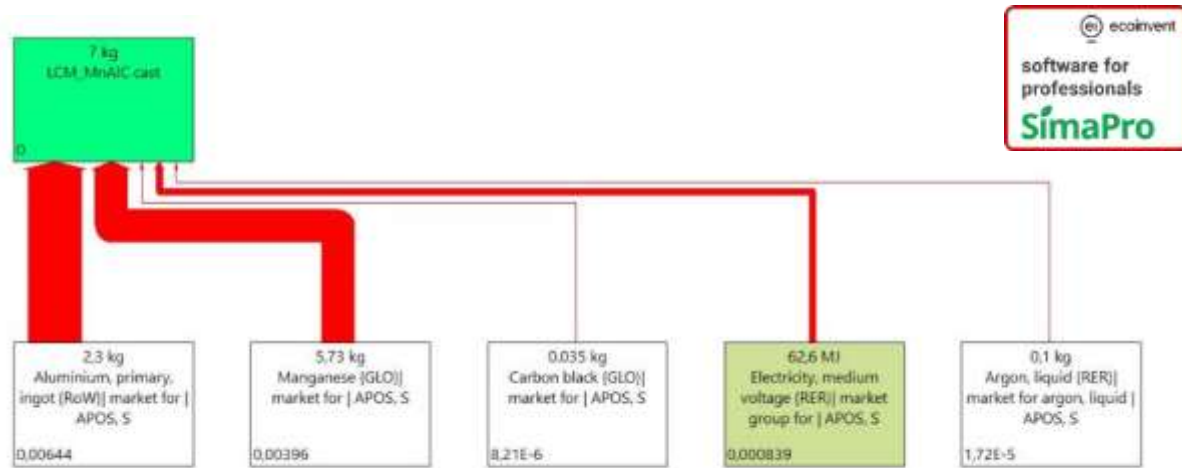 7 kg
LCM_MnAlC cast
0
ecoinvent
software for
professionals
SimaPro
2,3 kg
Aluminium, primary,
ingot {RoW}| market for |
APOS, S
0,00644
5,73 kg
Manganese {GLO}|
market for | APOS, S
0,00396
0,035 kg
Carbon black {GLO}|
market for | APOS, S
8,21E-6
62,6 MJ
Electricity, medium
voltage {RER}| market
group for | APOS, S
0,000839
0,1 kg
Argon, liquid {RER}|
market for argon, liquid |
APOS, S
1,72E-5